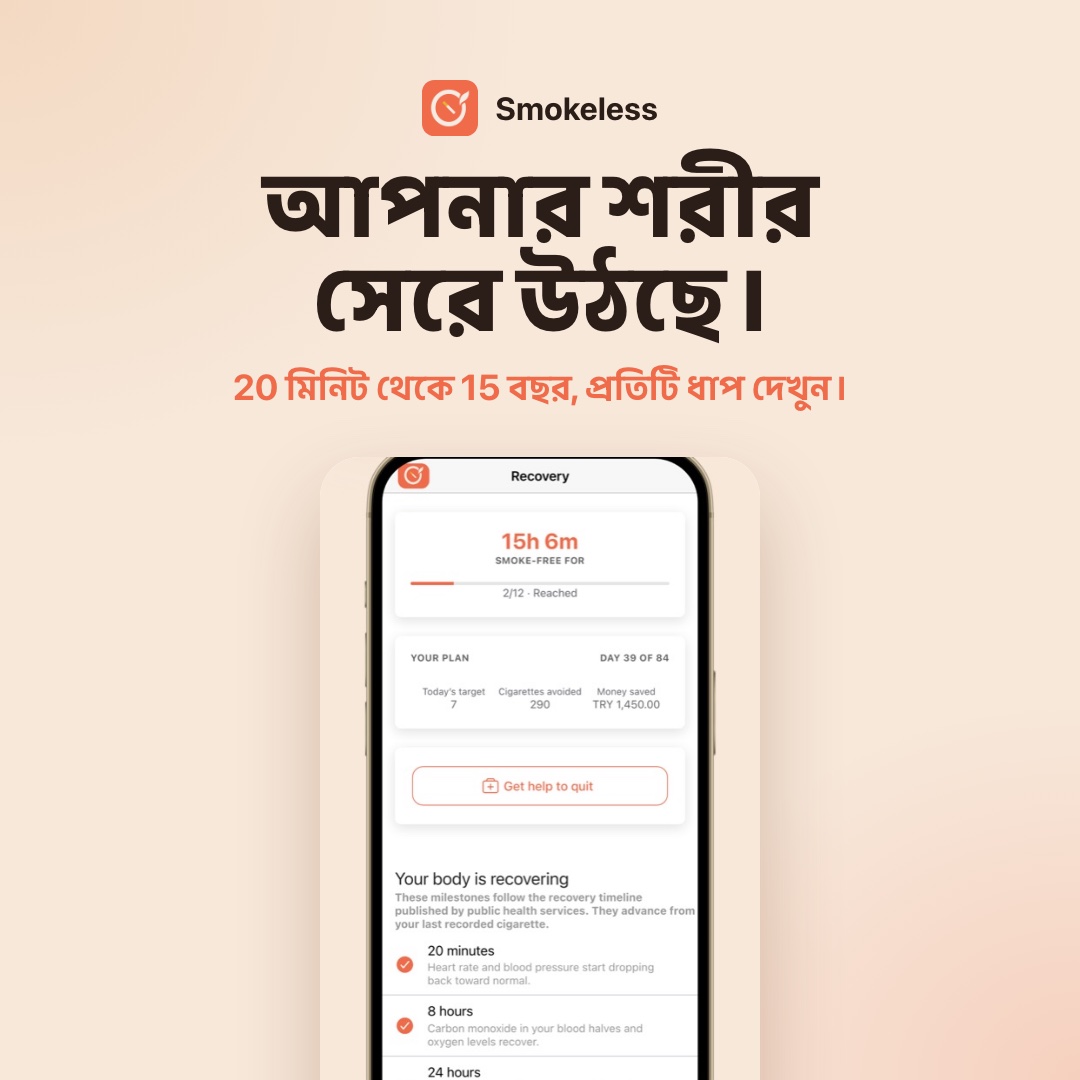 Smokeless
আপনার শরীর
সেরে উঠছে।
20 মিনিট থেকে 15 বছর, প্রতিটি ধাপ দেখুন।
Recovery
15h 6m
SMOKE-FREE FOR
2/12 · Reached
YOUR PLAN DAY 39 OF 84
Today's target Cigarettes avoided Money saved
7 290 TRY 1,450.00
Get help to quit
Your body is recovering
These milestones follow the recovery timeline
published by public health services. They advance from
your last recorded cigarette.
20 minutes
Heart rate and blood pressure start dropping
back toward normal.
8 hours
Carbon monoxide in your blood halves and
oxygen levels recover.
24 hours